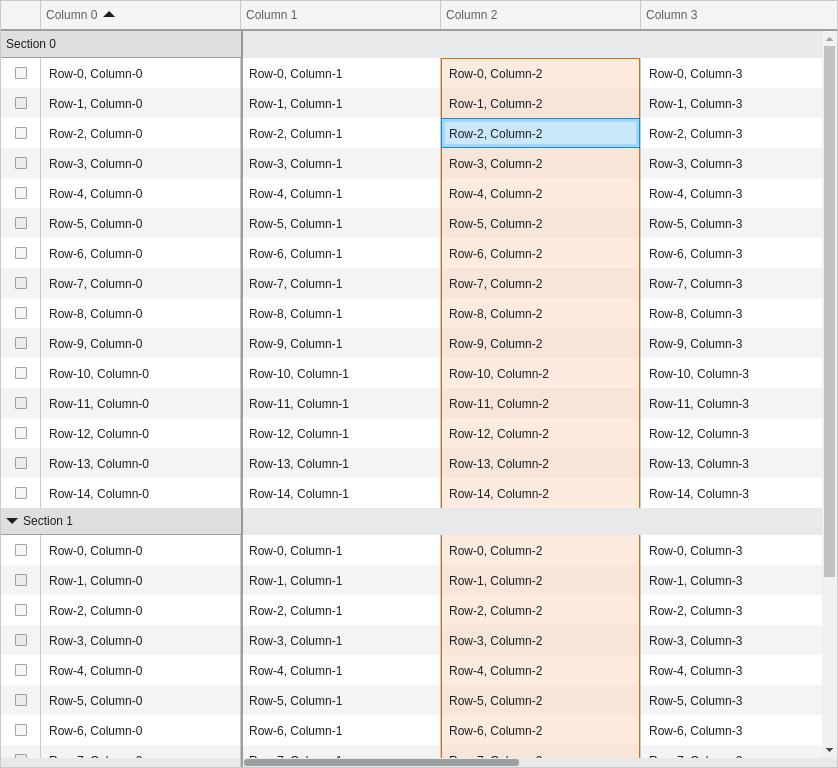 Column 0 Column 1 Column 2 Column 3
Section 0
Row-0, Column-0 Row-0, Column-1 Row-0, Column-2 Row-0, Column-3
Row-1, Column-0 Row-1, Column-1 Row-1, Column-2 Row-1, Column-3
Row-2, Column-0 Row-2, Column-1 Row-2, Column-2 Row-2, Column-3
Row-3, Column-0 Row-3, Column-1 Row-3, Column-2 Row-3, Column-3
Row-4, Column-0 Row-4, Column-1 Row-4, Column-2 Row-4, Column-3
Row-5, Column-0 Row-5, Column-1 Row-5, Column-2 Row-5, Column-3
Row-6, Column-0 Row-6, Column-1 Row-6, Column-2 Row-6, Column-3
Row-7, Column-0 Row-7, Column-1 Row-7, Column-2 Row-7, Column-3
Row-8, Column-0 Row-8, Column-1 Row-8, Column-2 Row-8, Column-3
Row-9, Column-0 Row-9, Column-1 Row-9, Column-2 Row-9, Column-3
Row-10, Column-0 Row-10, Column-1 Row-10, Column-2 Row-10, Column-3
Row-11, Column-0 Row-11, Column-1 Row-11, Column-2 Row-11, Column-3
Row-12, Column-0 Row-12, Column-1 Row-12, Column-2 Row-12, Column-3
Row-13, Column-0 Row-13, Column-1 Row-13, Column-2 Row-13, Column-3
Row-14, Column-0 Row-14, Column-1 Row-14, Column-2 Row-14, Column-3
Section 1
Row-0, Column-0 Row-0, Column-1 Row-0, Column-2 Row-0, Column-3
Row-1, Column-0 Row-1, Column-1 Row-1, Column-2 Row-1, Column-3
Row-2, Column-0 Row-2, Column-1 Row-2, Column-2 Row-2, Column-3
Row-3, Column-0 Row-3, Column-1 Row-3, Column-2 Row-3, Column-3
Row-4, Column-0 Row-4, Column-1 Row-4, Column-2 Row-4, Column-3
Row-5, Column-0 Row-5, Column-1 Row-5, Column-2 Row-5, Column-3
Row-6, Column-0 Row-6, Column-1 Row-6, Column-2 Row-6, Column-3